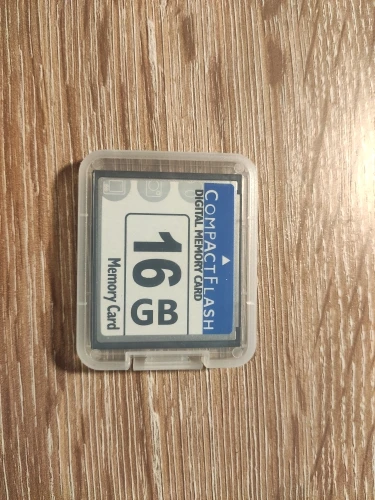 COMPACTFLASH
DIGITAL MEMORY CARD
16
GB
Memory Card